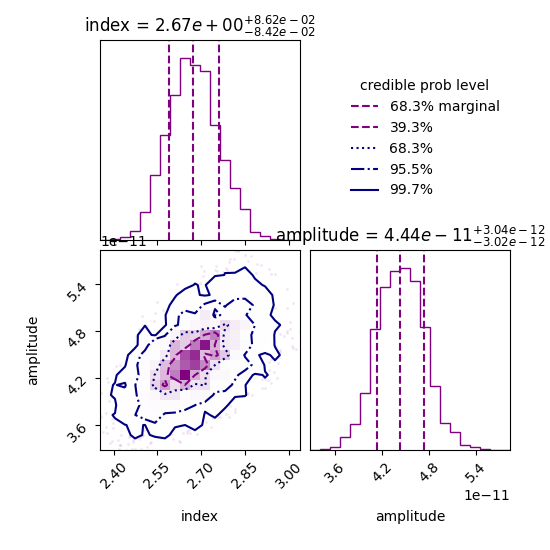 index = 2.67e+00+8.62e−02
−8.42e−02
credible prob level
68.3% marginal
39.3%
68.3%
95.5%
99.7%
1e−11
amplitude = 4.44e−11+3.04e−12
−3.02e−12
5.4
4.8
4.2
3.6
amplitude
2.40 2.55 2.70 2.85 3.00
index
3.6 4.2 4.8 5.4
1e−11
amplitude